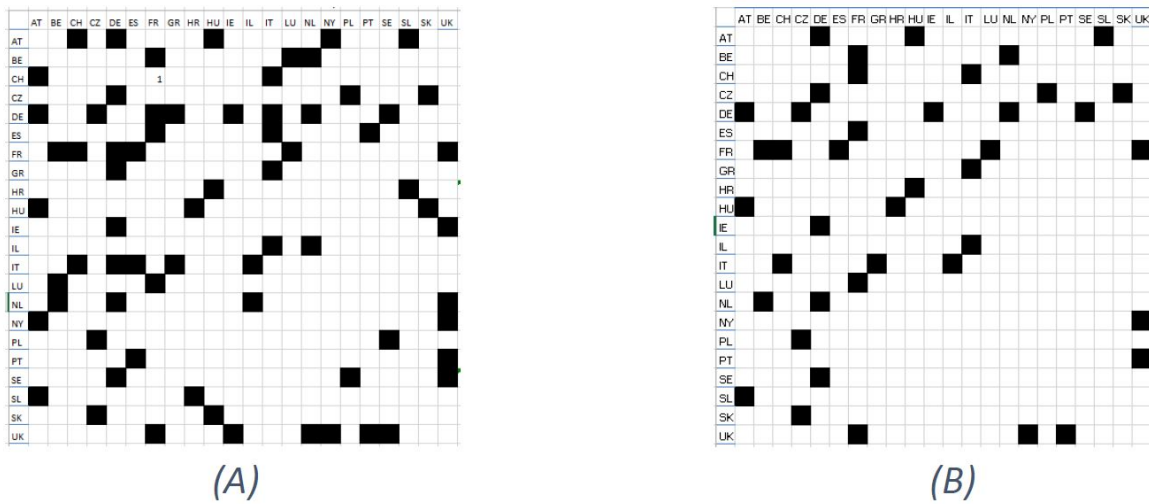 AT BE CH CZ DE ES FR GR HR HU IE IL IT LU NL NY PL PT SE SL SK UK
AT
BE
CH 1
CZ
DE
ES
FR
GR
HR
HU
IE
IL
IT
LU
NL
NY
PL
PT
SE
SL
SK
UK
(A)
AT BE CH CZ DE ES FR GR HR HU IE IL IT LU NL NY PL PT SE SL SK UK
AT
BE
CH
CZ
DE
ES
FR
GR
HR
HU
IE
IL
IT
LU
NL
NY
PL
PT
SE
SL
SK
UK
(B)